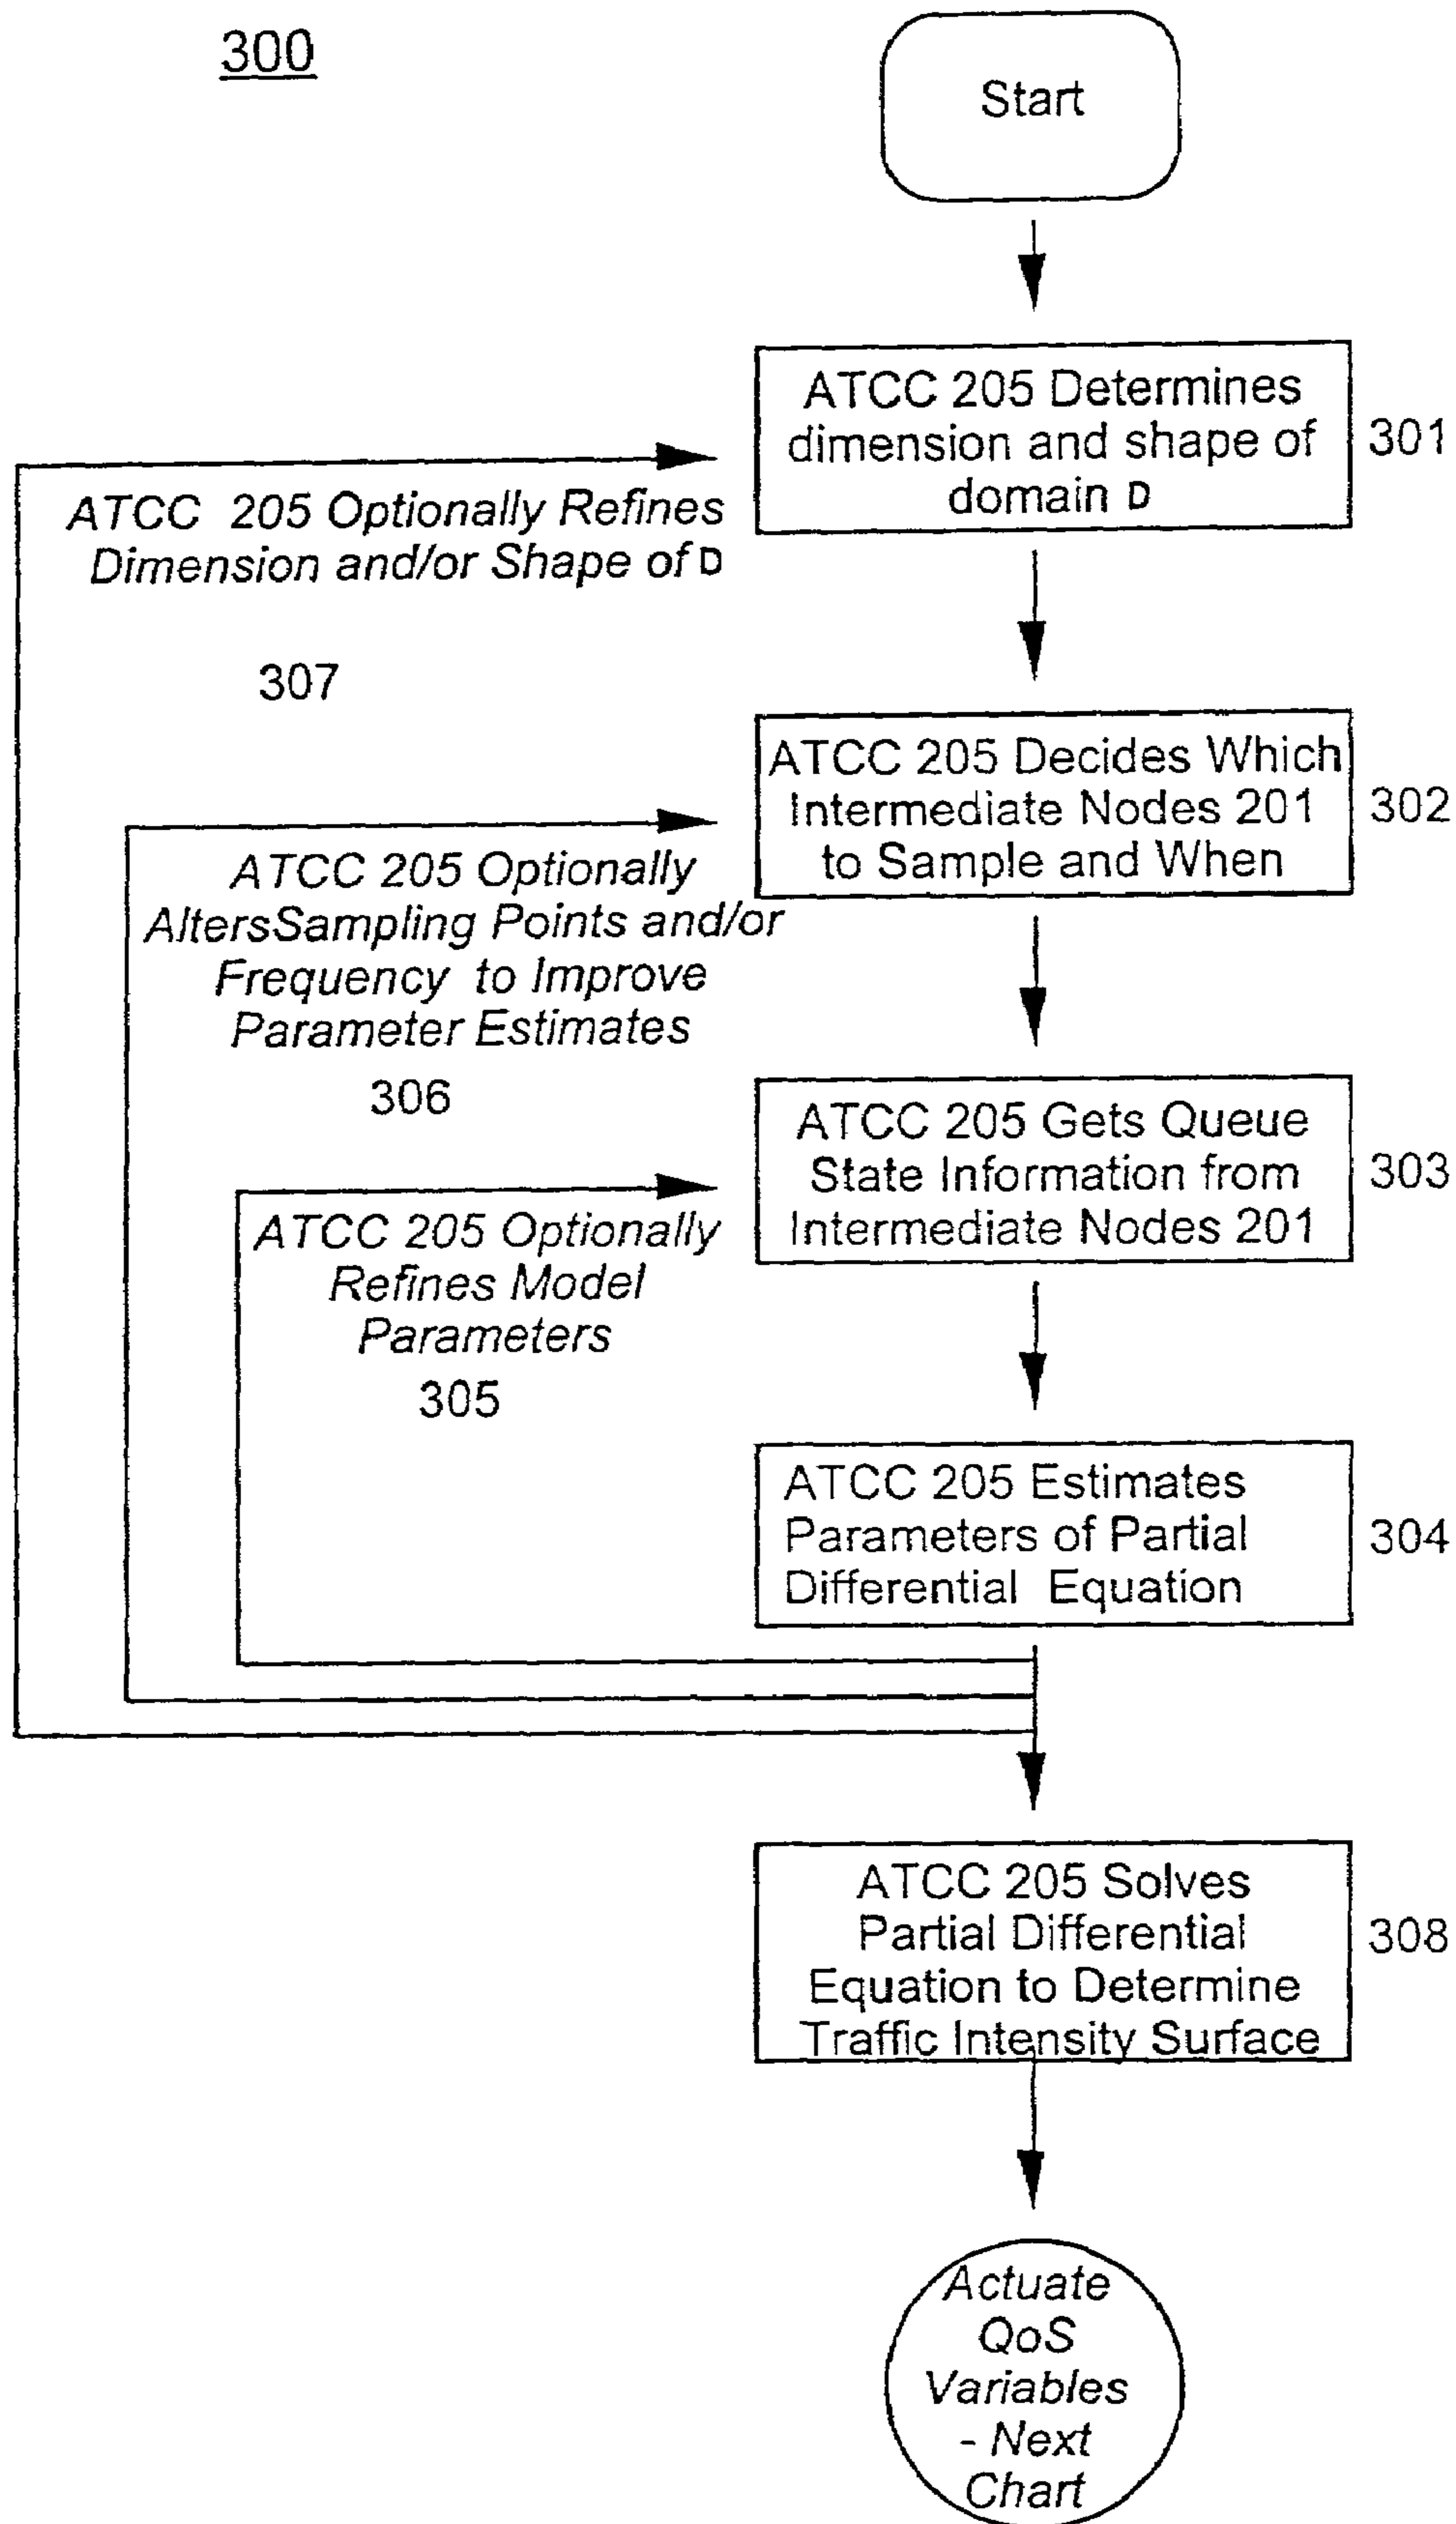 300
Start
ATCC 205 Determines
dimension and shape of
domain D
301
ATCC 205 Optionally Refines
Dimension and/or Shape of D
307
ATCC 205 Decides Which
Intermediate Nodes 201
to Sample and When
302
ATCC 205 Optionally
AltersSampling Points and/or
Frequency to Improve
Parameter Estimates
306
ATCC 205 Gets Queue
State Information from
Intermediate Nodes 201
303
ATCC 205 Optionally
Refines Model
Parameters
305
ATCC 205 Estimates
Parameters of Partial
Differential Equation
304
ATCC 205 Solves
Partial Differential
Equation to Determine
Traffic Intensity Surface
308
Actuate
QoS
Variables
- Next
Chart